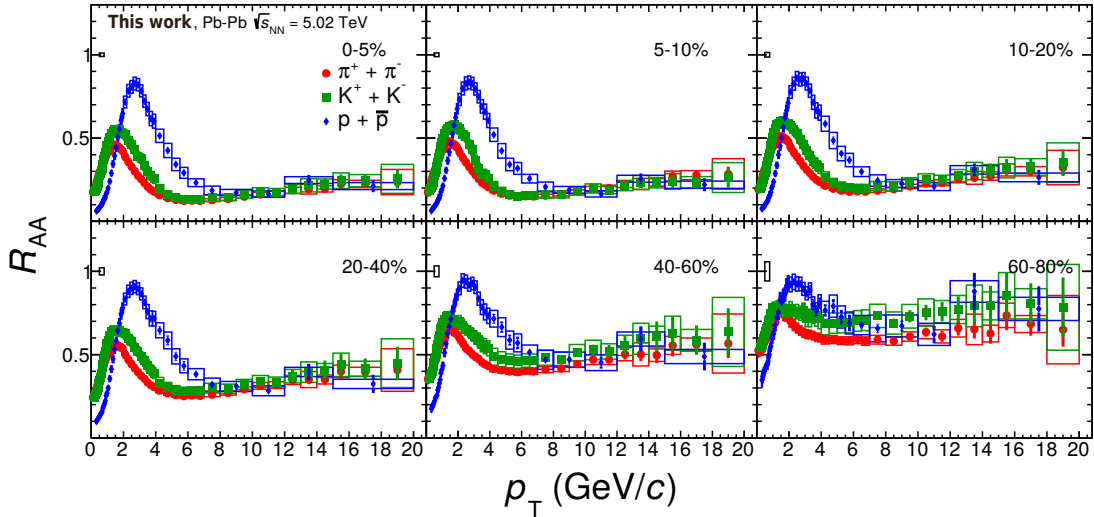 This work, Pb-Pb √sNN = 5.02 TeV
0-5%
5-10%
10-20%
π+ + π-
K+ + K-
p + p̅
1
0.5
20-40%
40-60%
60-80%
1
0.5
RAA
0 2 4 6 8 10 12 14 16 18 20 2 4 6 8 10 12 14 16 18 20 2 4 6 8 10 12 14 16 18 20
pT (GeV/c)